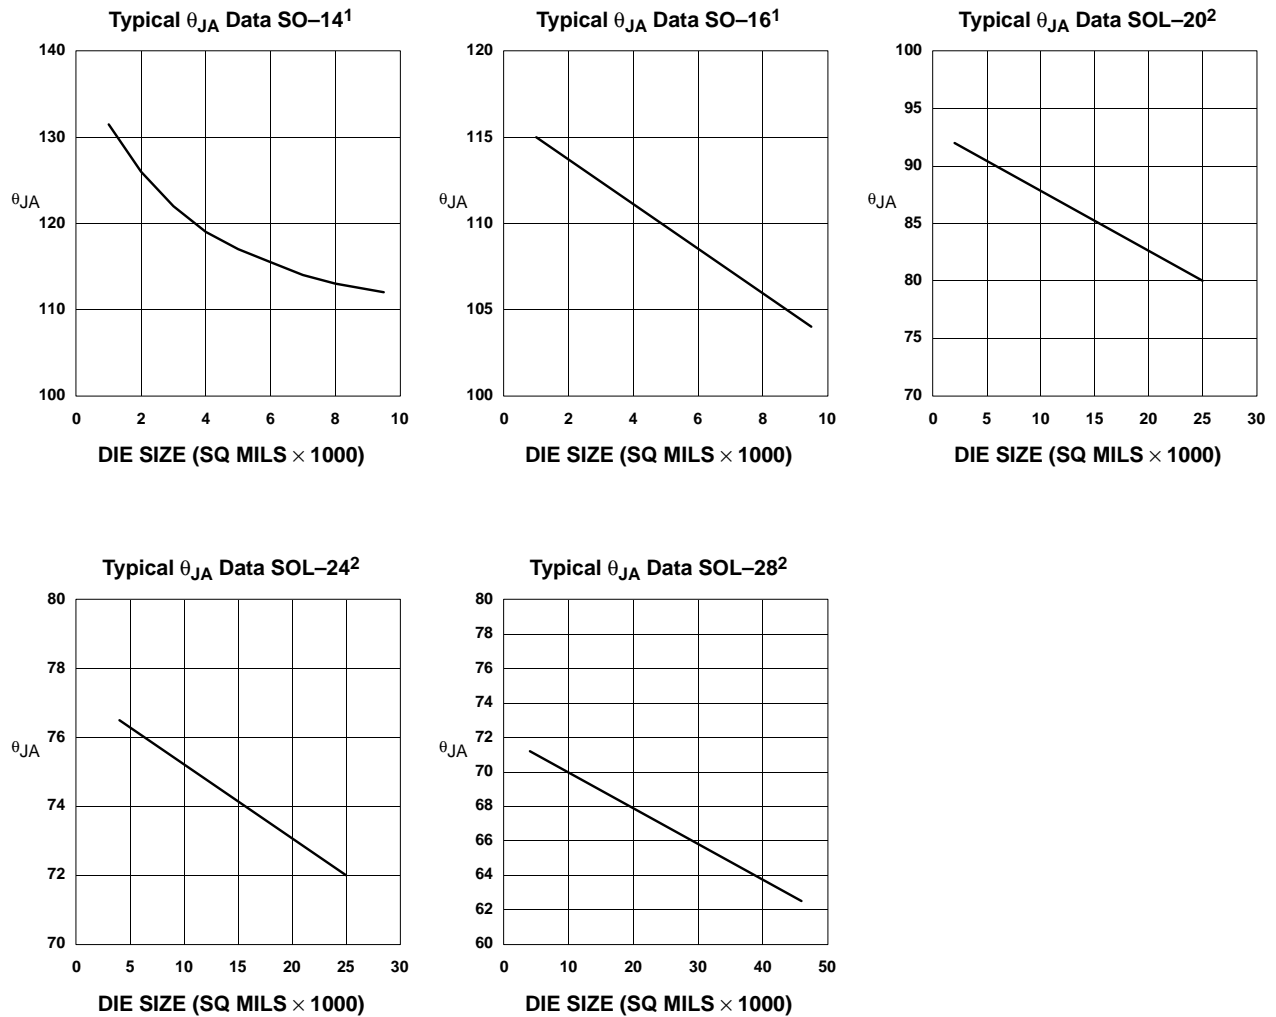 Typical θJA Data SO–14¹
140
130
120
110
100
θJA
0 2 4 6 8 10
DIE SIZE (SQ MILS × 1000)
Typical θJA Data SO–16¹
120
115
110
105
100
θJA
0 2 4 6 8 10
DIE SIZE (SQ MILS × 1000)
Typical θJA Data SOL–20²
100
95
90
85
80
75
70
θJA
0 5 10 15 20 25 30
DIE SIZE (SQ MILS × 1000)
Typical θJA Data SOL–24²
80
78
76
74
72
70
θJA
0 5 10 15 20 25 30
DIE SIZE (SQ MILS × 1000)
Typical θJA Data SOL–28²
80
78
76
74
72
70
68
66
64
62
60
θJA
0 10 20 30 40 50
DIE SIZE (SQ MILS × 1000)